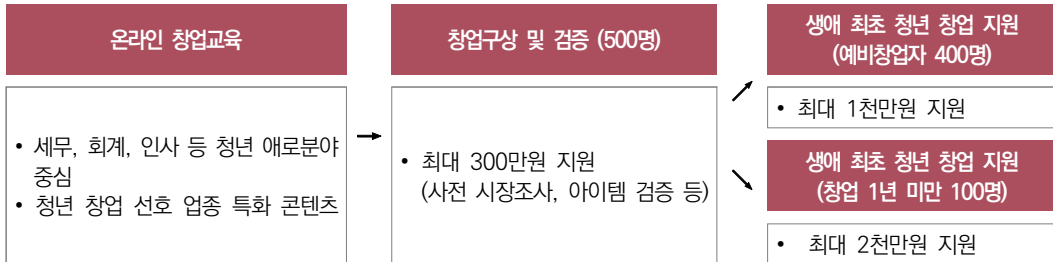 온라인 창업교육
• 세무, 회계, 인사 등 청년 애로분야
중심
• 청년 창업 선호 업종 특화 콘텐츠
창업구상 및 검증 (500명)
• 최대 300만원 지원
(사전 시장조사, 아이템 검증 등)
생애 최초 청년 창업 지원
(예비창업자 400명)
• 최대 1천만원 지원
생애 최초 청년 창업 지원
(창업 1년 미만 100명)
• 최대 2천만원 지원